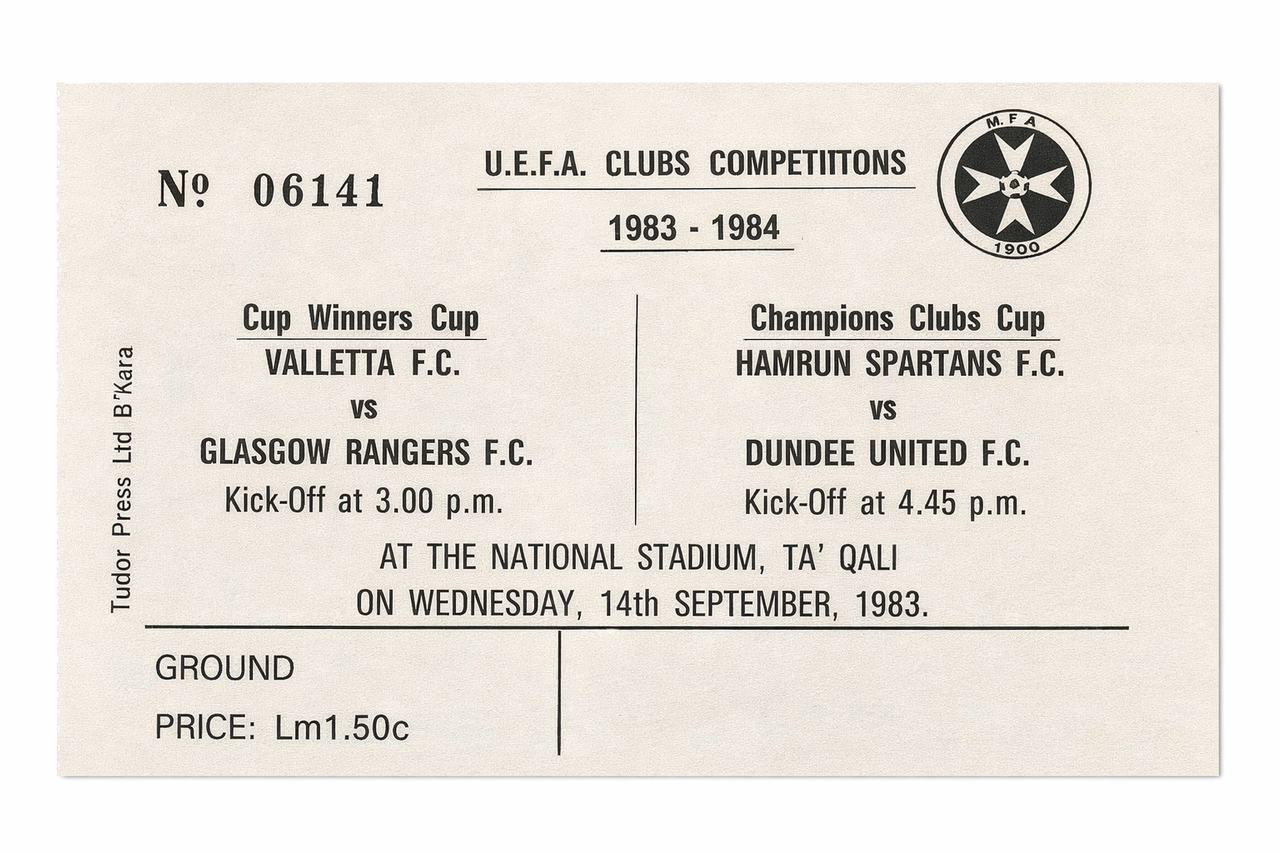 Nº 06141
U.E.F.A. CLUBS COMPETITTONS
1983 - 1984
M.F A
1900
Cup Winners Cup
VALLETTA F.C.
vs
GLASGOW RANGERS F.C.
Kick-Off at 3.00 p.m.
Champions Clubs Cup
HAMRUN SPARTANS F.C.
vs
DUNDEE UNITED F.C.
Kick-Off at 4.45 p.m.
AT THE NATIONAL STADIUM, TA' QALI
ON WEDNESDAY, 14th SEPTEMBER, 1983.
Tudor Press Ltd B'Kara
GROUND
PRICE: Lm1.50c